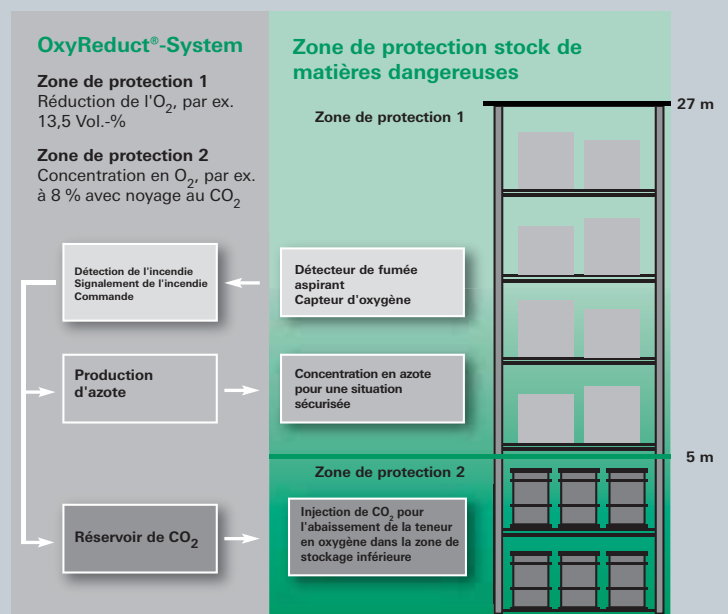 OxyReduct®-System
Zone de protection 1
Réduction de l'O2, par ex.
13,5 Vol.-%
Zone de protection 2
Concentration en O2, par ex.
à 8 % avec noyage au CO2
Zone de protection stock de
matières dangereuses
Zone de protection 1
27 m
Détection de l'incendie
Signalement de l'incendie
Commande
Détecteur de fumée
aspirant
Capteur d'oxygène
Production
d'azote
Concentration en azote
pour une situation
sécurisée
5 m
Zone de protection 2
Réservoir de CO2
Injection de CO2 pour
l'abaissement de la teneur
en oxygène dans la zone de
stockage inférieure